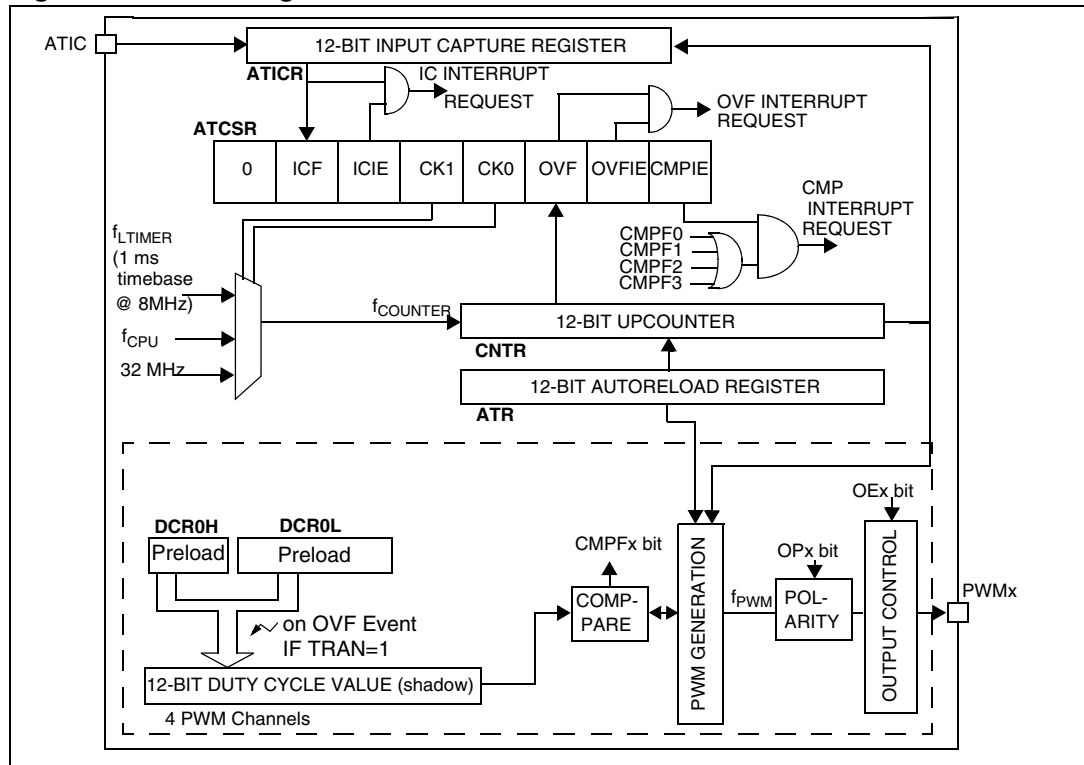 ATIC
12-BIT INPUT CAPTURE REGISTER
ATICR
IC INTERRUPT
REQUEST
OVF INTERRUPT
REQUEST
ATCSR
0 ICF ICIE CK1 CK0 OVF OVFIE CMPIE
CMP
INTERRUPT
REQUEST
CMPF0
CMPF1
CMPF2
CMPF3
fLTIMER
(1 ms
timebase
@ 8MHz)
fCPU
32 MHz
fCOUNTER
12-BIT UPCOUNTER
CNTR
12-BIT AUTORELOAD REGISTER
ATR
OEx bit
DCR0H
DCR0L
Preload
Preload
CMPFx bit
OPx bit
COMP-
PARE
PWM GENERATION
fPWM
POL-
ARITY
OUTPUT CONTROL
PWMx
on OVF Event
IF TRAN=1
12-BIT DUTY CYCLE VALUE (shadow)
4 PWM Channels